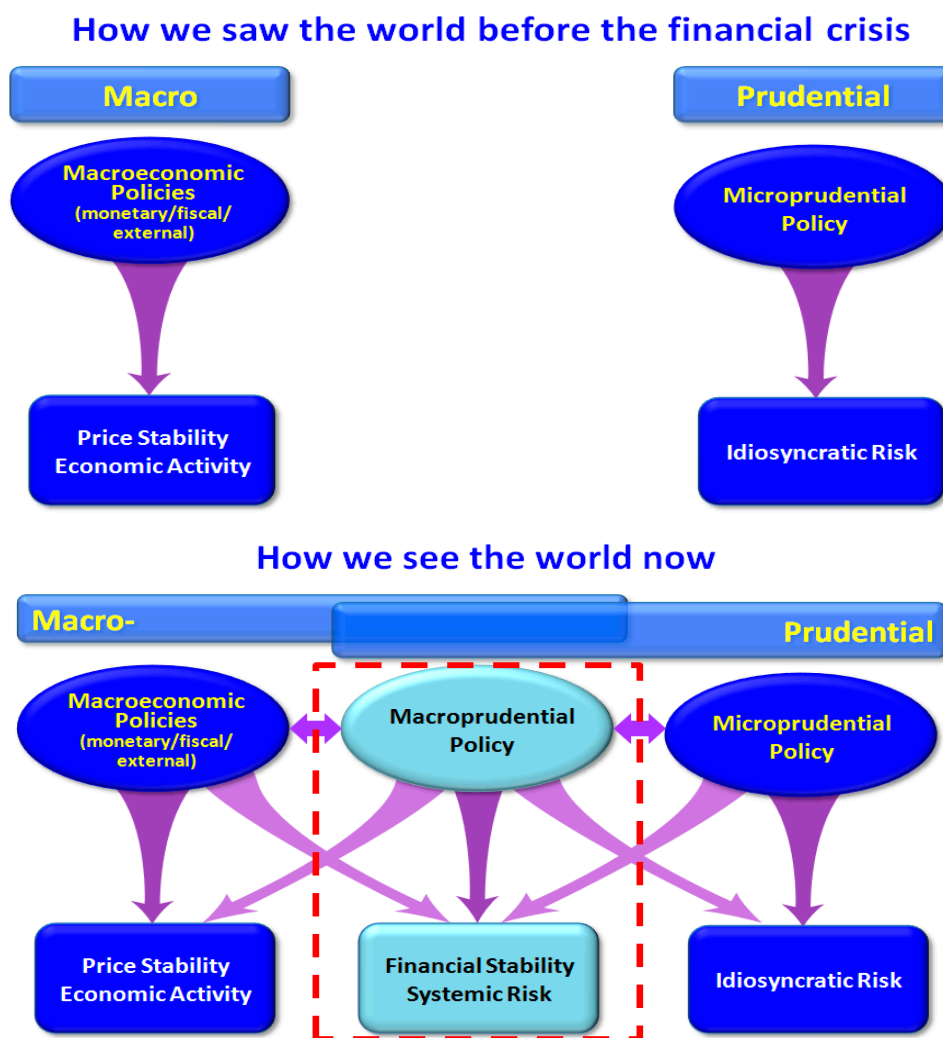 How we saw the world before the financial crisis
Macro
Prudential
Macroeconomic
Policies
(monetary/fiscal/
external)
Microprudential
Policy
Price Stability
Economic Activity
Idiosyncratic Risk
How we see the world now
Macro-
Prudential
Macroeconomic
Policies
(monetary/fiscal/
external)
Macroprudential
Policy
Microprudential
Policy
Price Stability
Economic Activity
Financial Stability
Systemic Risk
Idiosyncratic Risk